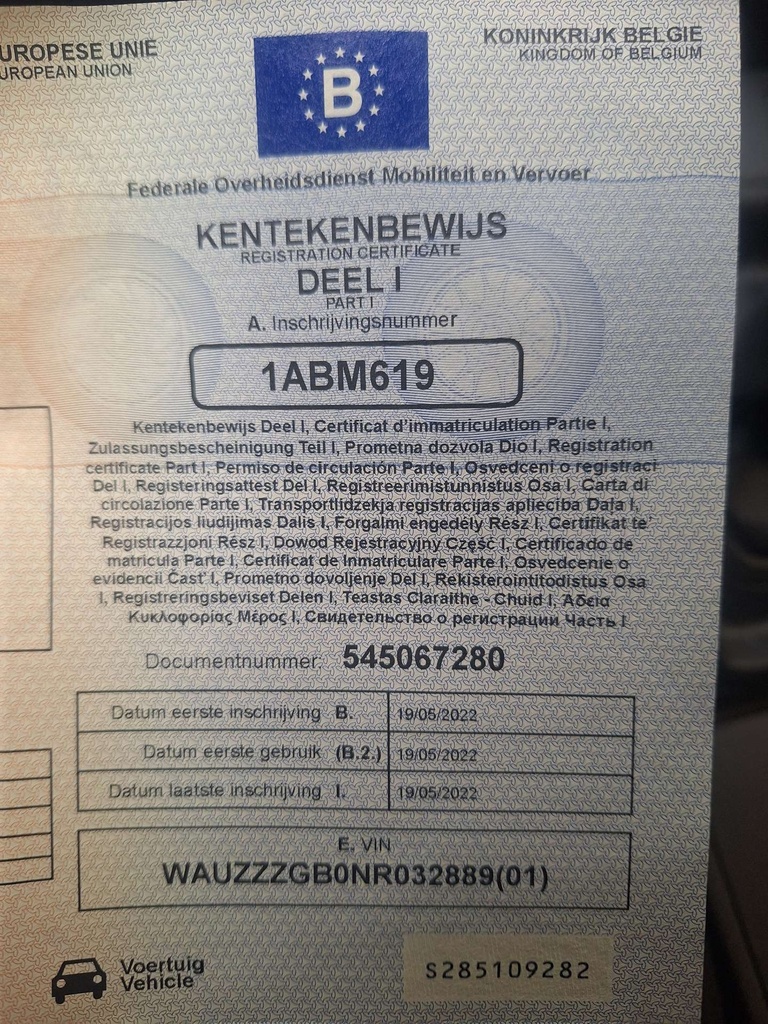 UROPESE UNIE
UROPEAN UNION
B
KONINKRIJK BELGIE
KINGDOM OF BELGIUM
Federale Overheidsdienst Mobiliteit en Vervoer
KENTEKENBEWIJS
REGISTRATION CERTIFICATE
DEEL I
PART I
A. Inschrijvingsnummer
1ABM619
Kentekenbewijs Deel I, Certificat d'immatriculation Partie I,
Zulassungsbescheinigung Teil I, Prometna dozvola Dio I, Registration
certificate Part I, Permiso de circulación Parte I, Osvedceni o registraci
Del I, Registeringsattest Del I, Registreerimistunnistus Osa I, Carta di
circolazione Parte I, Transportlidzekja registracijas aplieciba Daļa I,
Registracijos liudijimas Dalis I, Forgalmi engedély Rész I, Certifikat te'
Registrazzjoni Rész I, Dowod Rejestracyjny Część I, Certificado de
matricula Parte I, Certificat de Inmatriculare Parte I, Osvedcenie o
evidencii Čast' I, Prometno dovoljenje Del I, Rekisterointitodistus Osa
I, Registreringsbeviset Delen I, Teastas Claraithe - Chuid I, Άδεια
Κυκλοφορίας Μέρος I, Свидетельство о регистрации Часть I
Documentnummer: 545067280
Datum eerste inschrijving B. 19/05/2022
Datum eerste gebruik (B.2.) 19/05/2022
Datum laatste inschrijving I. 19/05/2022
E. VIN
WAUZZZGB0NR032889(01)
Voertuig
Vehicle
S285109282